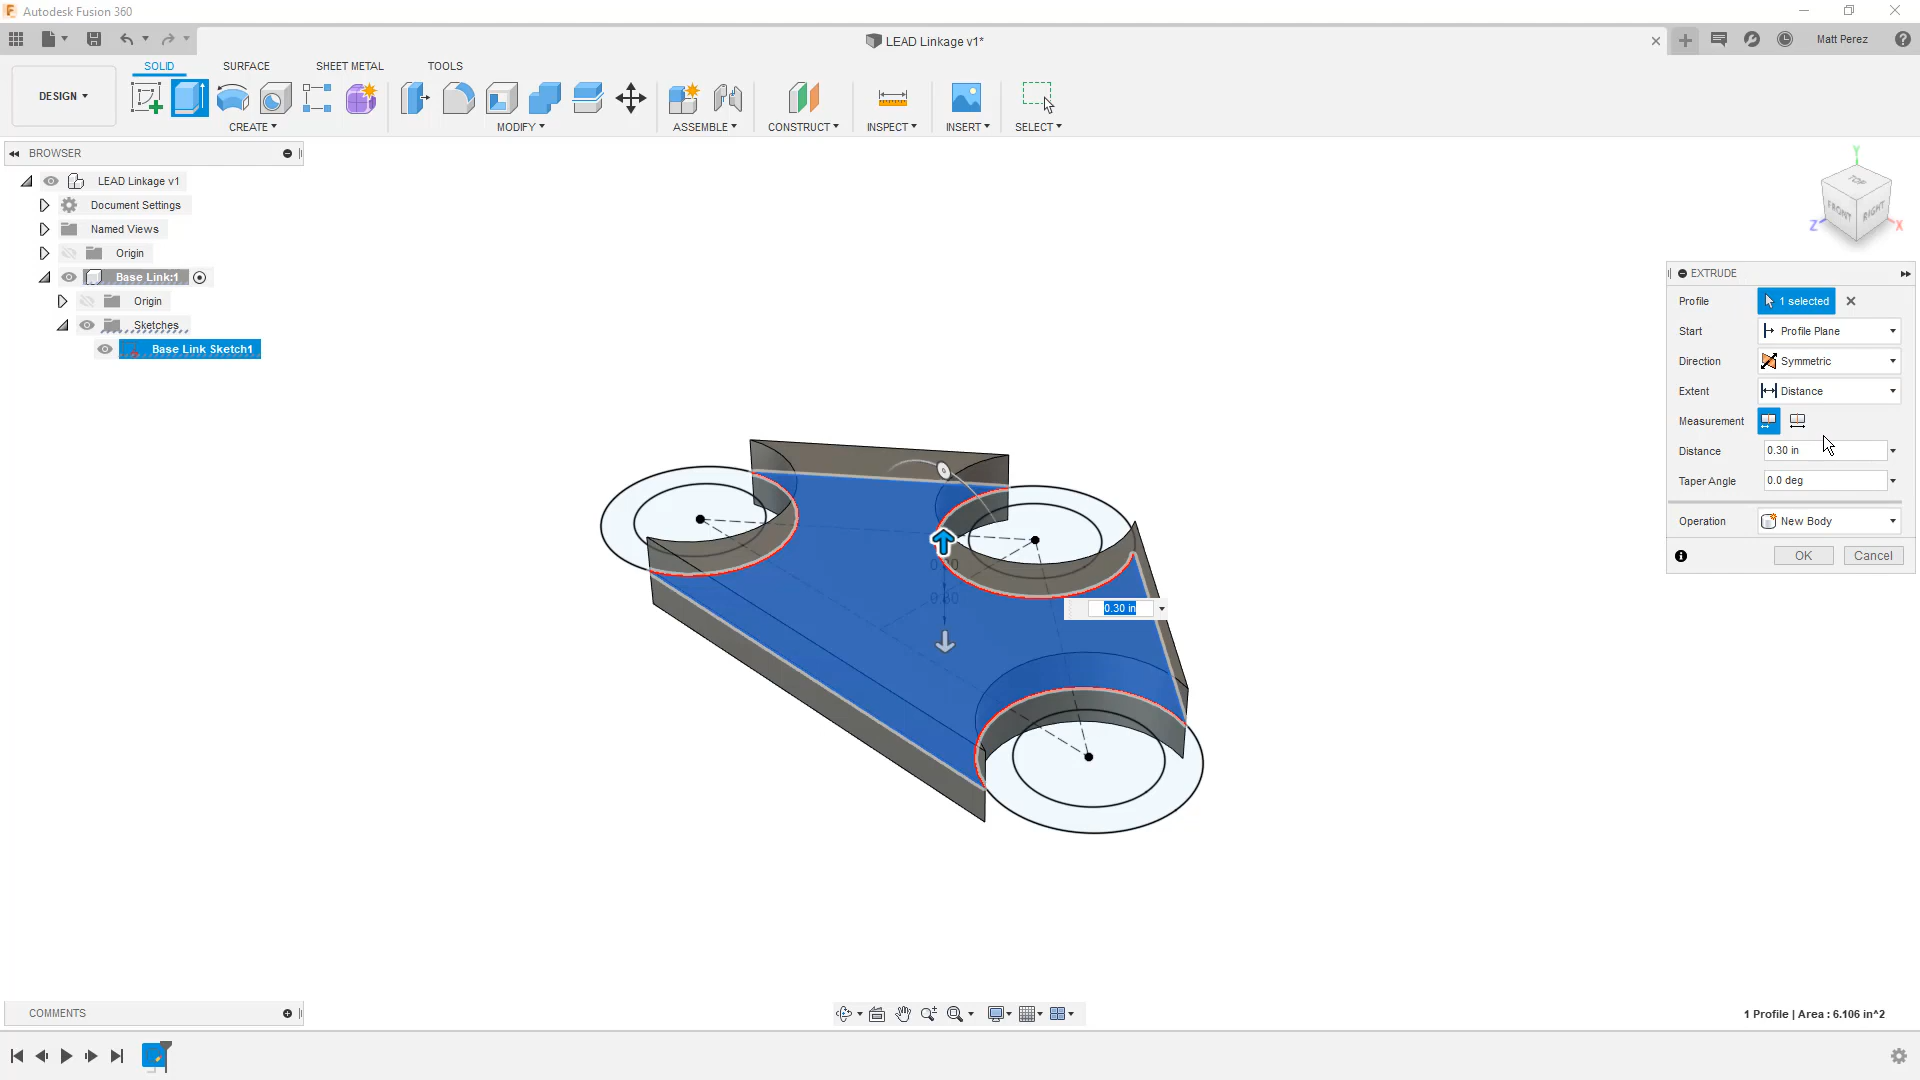 Autodesk Fusion 360
LEAD Linkage v1*
Matt Perez
SOLID SURFACE SHEET METAL TOOLS
DESIGN
CREATE MODIFY ASSEMBLE CONSTRUCT INSPECT INSERT SELECT
BROWSER
LEAD Linkage v1
Document Settings
Named Views
Origin
Base Link:1
Origin
Sketches
Base Link Sketch1
Y
TOP
FRONT RIGHT
Z X
EXTRUDE
Profile 1 selected
Start Profile Plane
Direction Symmetric
Extent Distance
Measurement
Distance 0.30 in
Taper Angle 0.0 deg
Operation New Body
OK Cancel
0.30 in
COMMENTS
1 Profile | Area : 6.106 in^2